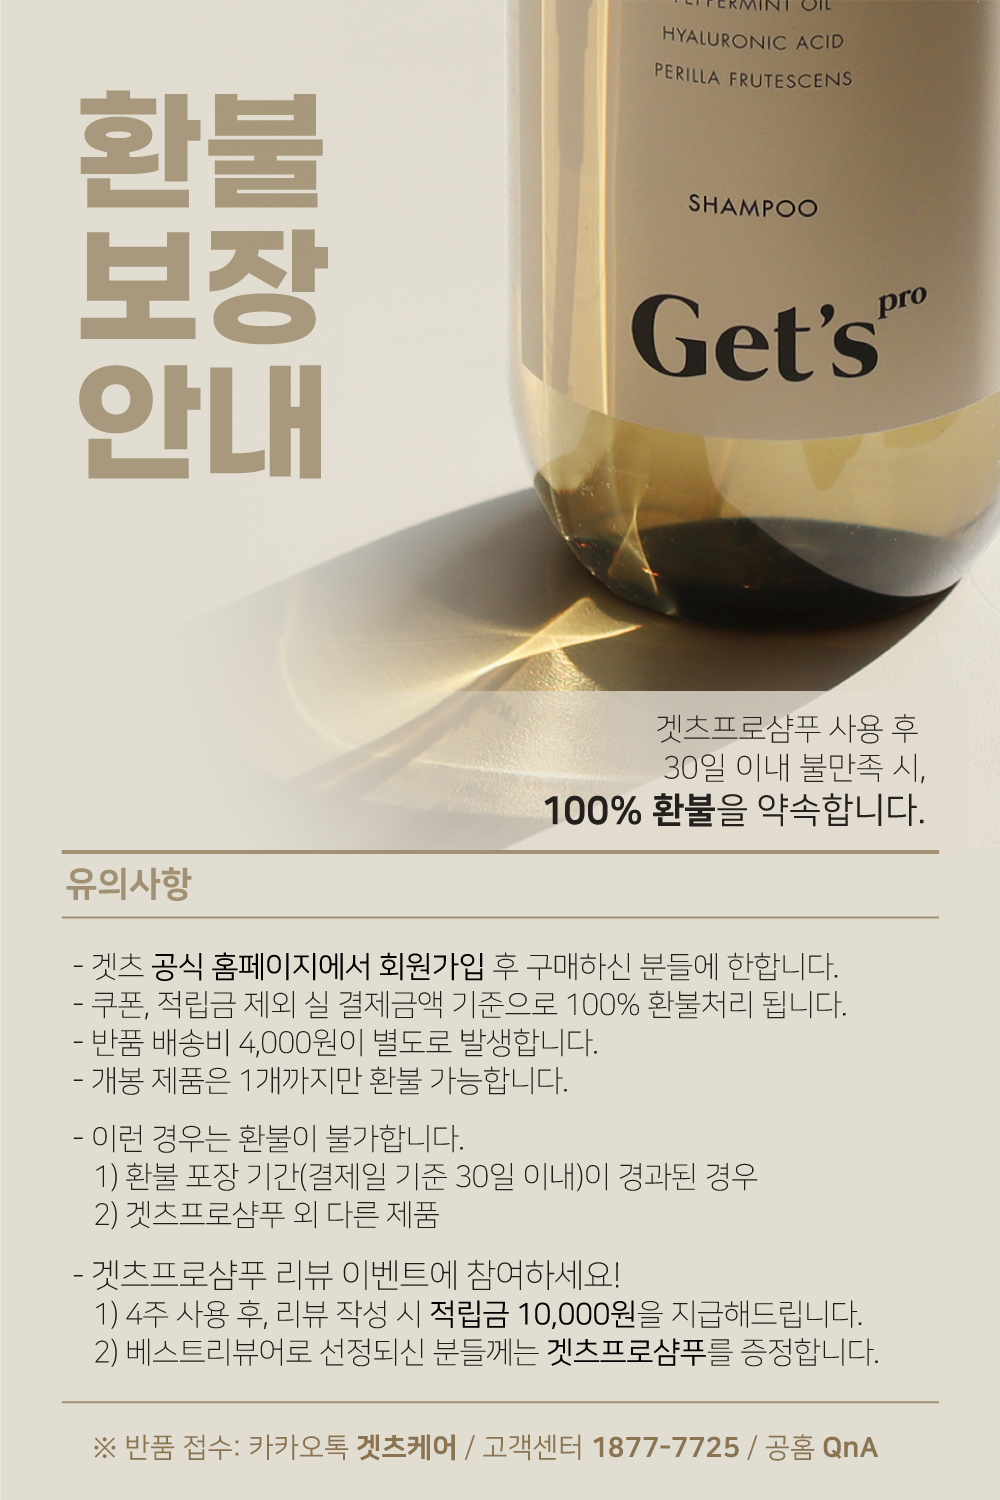 PEPPERMINT OIL
HYALURONIC ACID
PERILLA FRUTESCENS
SHAMPOO
Get's pro
환불
보장
안내
겟츠프로샴푸 사용 후
30일 이내 불만족 시,
100% 환불을 약속합니다.
유의사항
- 겟츠 공식 홈페이지에서 회원가입 후 구매하신 분들에 한합니다.
- 쿠폰, 적립금 제외 실 결제금액 기준으로 100% 환불처리 됩니다.
- 반품 배송비 4,000원이 별도로 발생합니다.
- 개봉 제품은 1개까지만 환불 가능합니다.
- 이런 경우는 환불이 불가합니다.
1) 환불 포장 기간(결제일 기준 30일 이내)이 경과된 경우
2) 겟츠프로샴푸 외 다른 제품
- 겟츠프로샴푸 리뷰 이벤트에 참여하세요!
1) 4주 사용 후, 리뷰 작성 시 적립금 10,000원을 지급해드립니다.
2) 베스트리뷰어로 선정되신 분들께는 겟츠프로샴푸를 증정합니다.
※ 반품 접수: 카카오톡 겟츠케어 / 고객센터 1877-7725 / 공홈 QnA